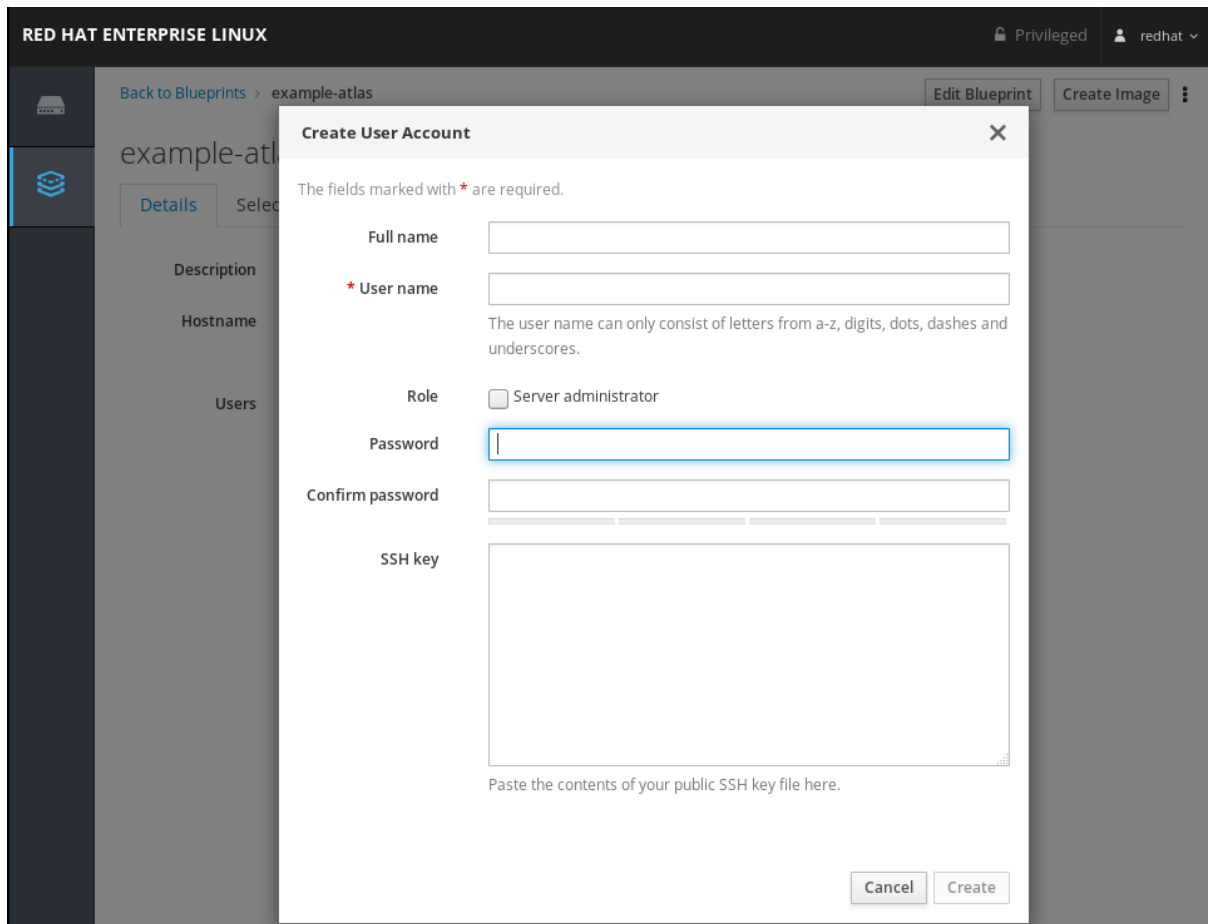 RED HAT ENTERPRISE LINUX
Privileged
redhat
Back to Blueprints > example-atlas
Edit Blueprint
Create Image
example-atl
Details
Selec
Description
Hostname
Users
Create User Account
The fields marked with * are required.
Full name
* User name
The user name can only consist of letters from a-z, digits, dots, dashes and
underscores.
Role
Server administrator
Password
Confirm password
SSH key
Paste the contents of your public SSH key file here.
Cancel
Create